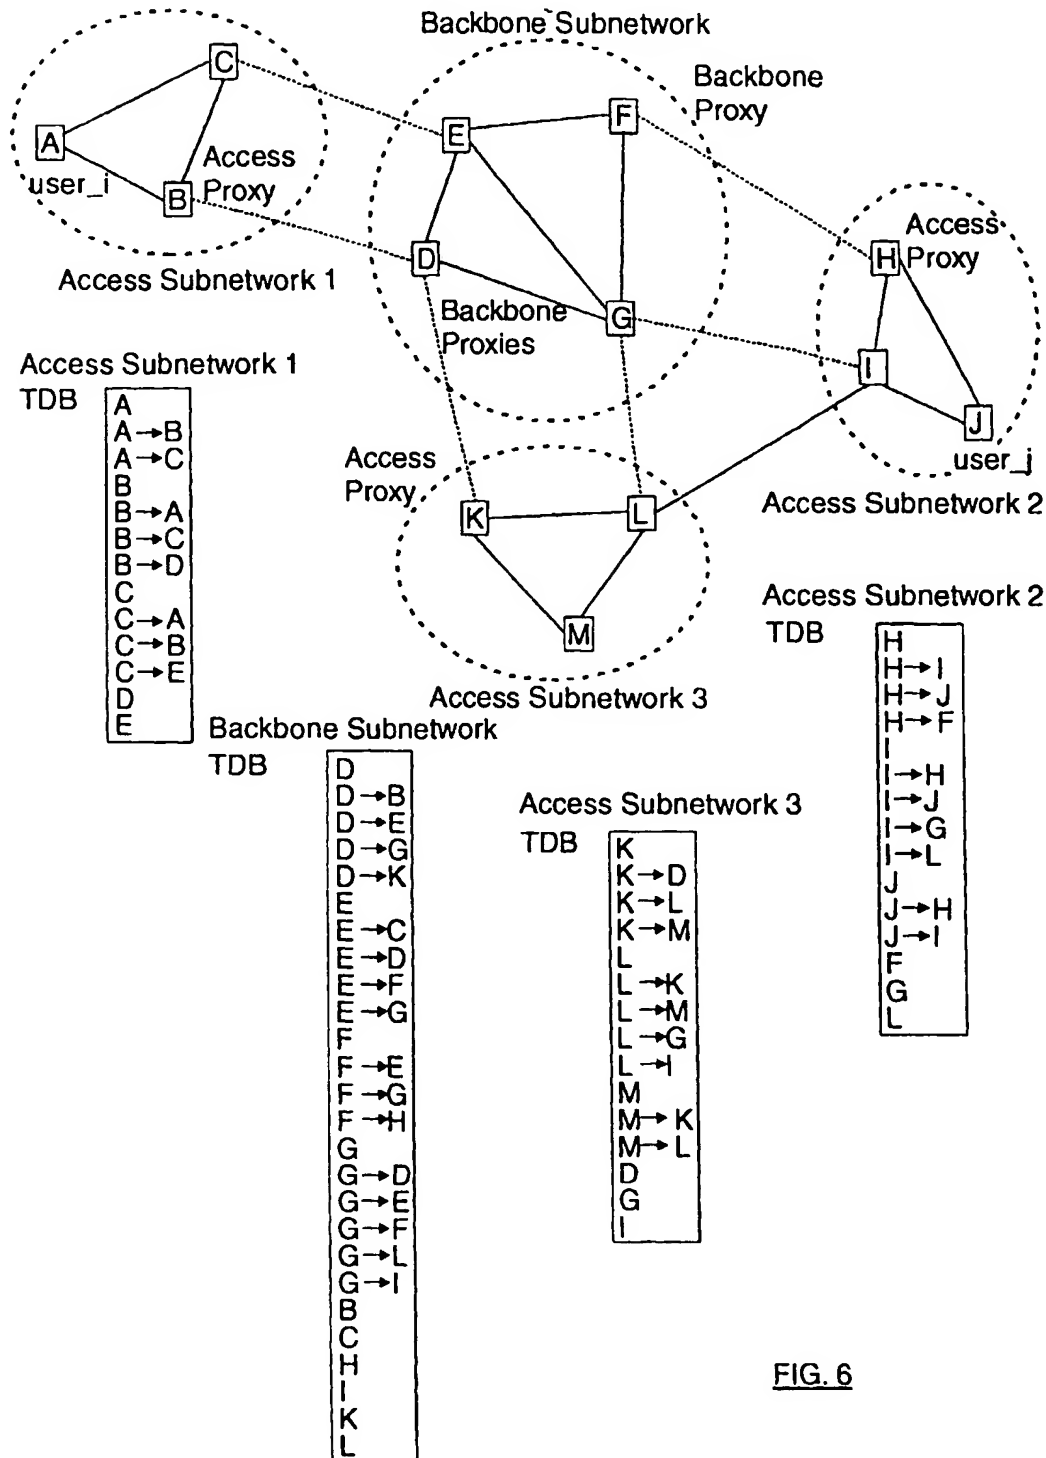 Backbone Subnetwork
C
Backbone
Proxy
F
E
A
user_i
Access
Proxy
B
Access
Proxy
H
D
Access Subnetwork 1
Backbone
Proxies
G
I
J
user_j
Access Subnetwork 2
Access
Proxy
K
L
M
Access Subnetwork 3
Access Subnetwork 1
TDB
A
A→B
A→C
B
B→A
B→C
B→D
C
C→A
C→B
C→E
D
E
Backbone Subnetwork
TDB
D
D→B
D→E
D→G
D→K
E
E→C
E→D
E→F
E→G
F
F→E
F→G
F→H
G
G→D
G→E
G→F
G→L
G→I
B
C
H
I
K
L
Access Subnetwork 3
TDB
K
K→D
K→L
K→M
L
L→K
L→M
L→G
L→I
M
M→K
M→L
D
G
I
Access Subnetwork 2
TDB
H
H→I
H→J
H→F
I
I→H
I→J
I→G
I→L
J
J→H
J→I
F
G
L
FIG. 6